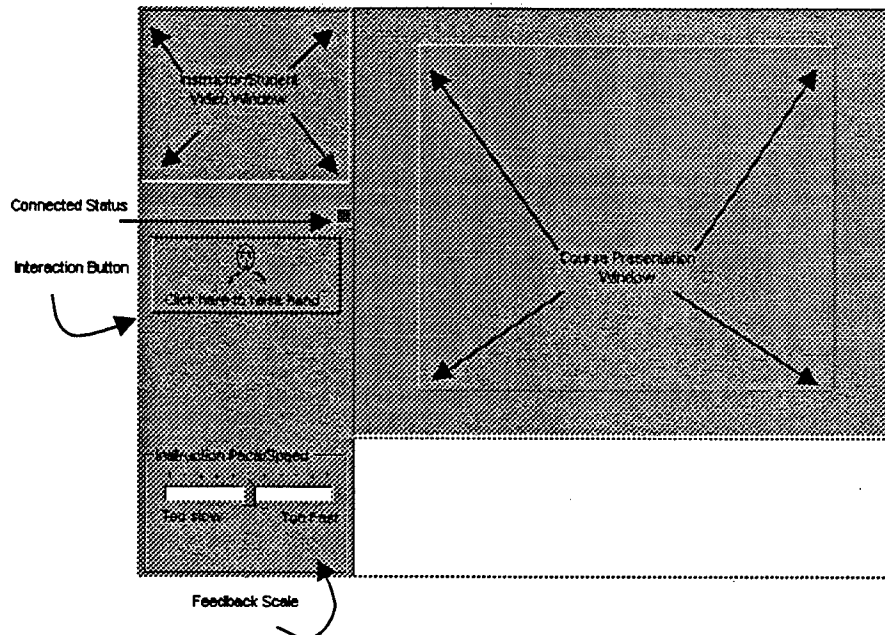 Instructor/Student
Video Window
Connected Status
Interaction Button
Click here to raise hand
Course Presentation
Window
Instruction Pace/Speed
Too slow
Too Fast
Feedback Scale